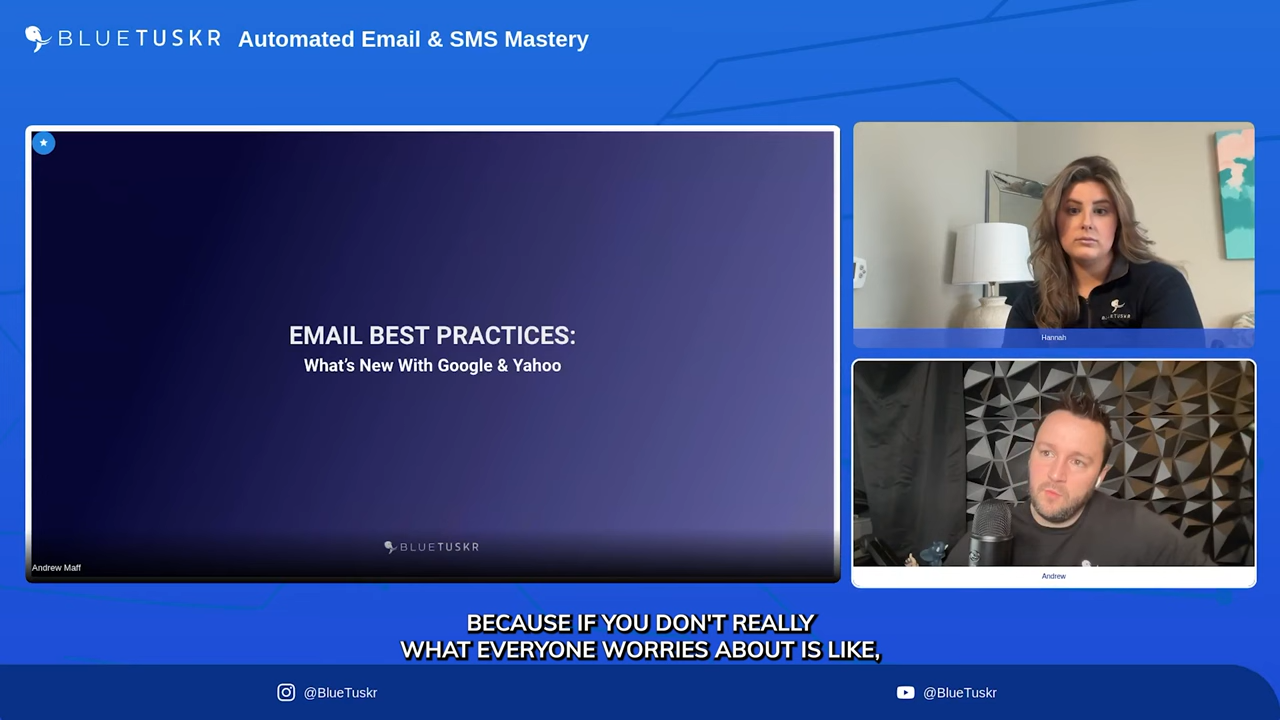 BLUETUSKR Automated Email & SMS Mastery
EMAIL BEST PRACTICES:
What's New With Google & Yahoo
BLUETUSKR
Andrew Maff
BLUETUSKR
Hannah
Andrew
BECAUSE IF YOU DON'T REALLY
WHAT EVERYONE WORRIES ABOUT IS LIKE,
@BlueTuskr
@BlueTuskr